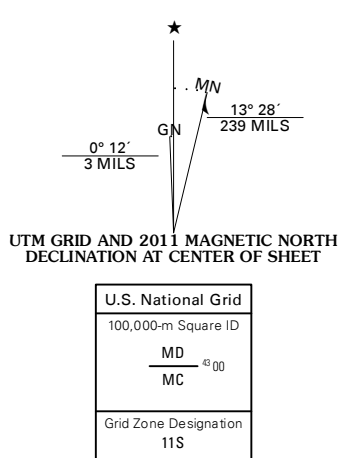 ★
MN
13° 28´
239 MILS
GN
0° 12´
3 MILS
UTM GRID AND 2011 MAGNETIC NORTH
DECLINATION AT CENTER OF SHEET
U.S. National Grid
100,000-m Square ID
MD
43 00
MC
Grid Zone Designation
11S